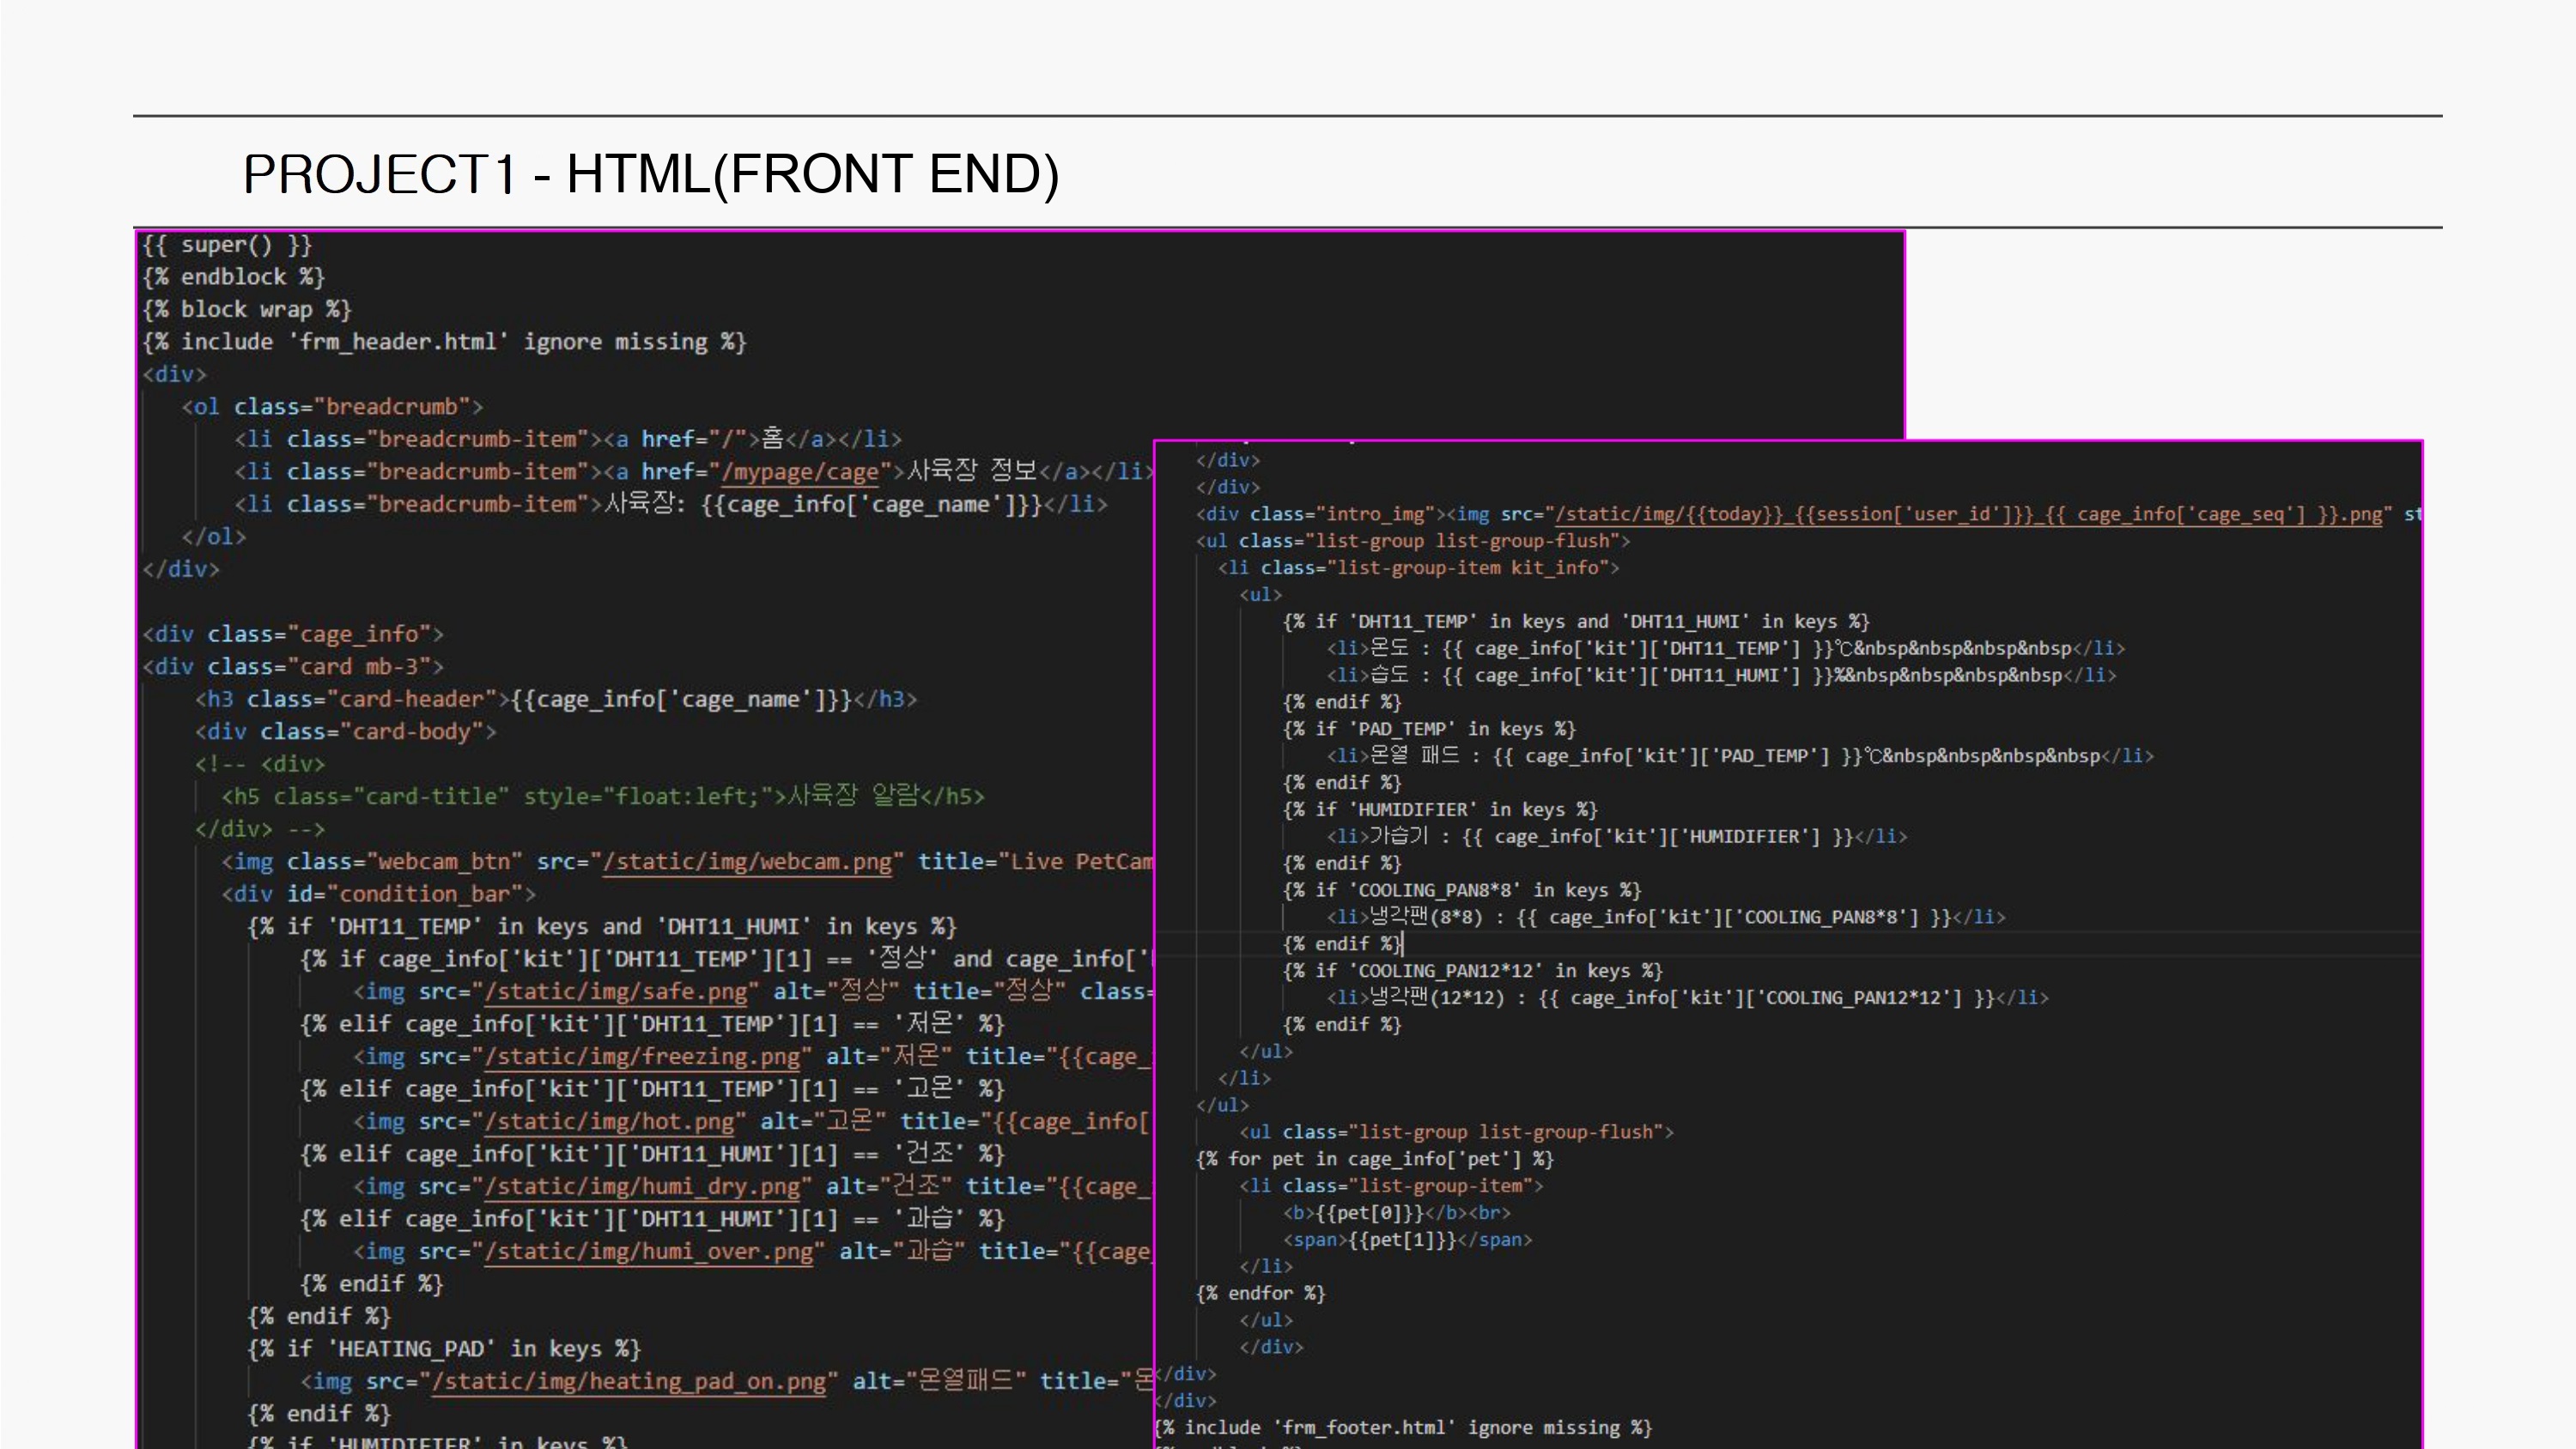 PROJECT1 - HTML(FRONT END)
{{ super() }}
{% endblock %}
{% block wrap %}
{% include 'frm_header.html' ignore missing %}
<div>
<ol class="breadcrumb">
<li class="breadcrumb-item"><a href="/">홈</a></li>
<li class="breadcrumb-item"><a href="/mypage/cage">사육장 정보</a></li>
<li class="breadcrumb-item">사육장: {{cage_info['cage_name']}}</li>
</ol>
</div>
<div class="cage_info">
<div class="card mb-3">
<h3 class="card-header">{{cage_info['cage_name']}}</h3>
<div class="card-body">
<!-- <div>
<h5 class="card-title" style="float:left;">사육장 알람</h5>
</div> -->
<img class="webcam_btn" src="/static/img/webcam.png" title="Live PetCam
<div id="condition_bar">
{% if 'DHT11_TEMP' in keys and 'DHT11_HUMI' in keys %}
{% if cage_info['kit']['DHT11_TEMP'][1] == '정상' and cage_info['
<img src="/static/img/safe.png" alt="정상" title="정상" class=
{% elif cage_info['kit']['DHT11_TEMP'][1] == '저온' %}
<img src="/static/img/freezing.png" alt="저온" title="{{cage_
{% elif cage_info['kit']['DHT11_TEMP'][1] == '고온' %}
<img src="/static/img/hot.png" alt="고온" title="{{cage_info[
{% elif cage_info['kit']['DHT11_HUMI'][1] == '건조' %}
<img src="/static/img/humi_dry.png" alt="건조" title="{{cage_
{% elif cage_info['kit']['DHT11_HUMI'][1] == '과습' %}
<img src="/static/img/humi_over.png" alt="과습" title="{{cage_
{% endif %}
{% endif %}
{% if 'HEATING_PAD' in keys %}
<img src="/static/img/heating_pad_on.png" alt="온열패드" title="온
{% endif %}
{% if 'HUMIDIFIER' in keys %}
</div>
</div>
<div class="intro_img"><img src="/static/img/{{today}}_{{session['user_id']}}_{{ cage_info['cage_seq'] }}.png" st
<ul class="list-group list-group-flush">
<li class="list-group-item kit_info">
<ul>
{% if 'DHT11_TEMP' in keys and 'DHT11_HUMI' in keys %}
<li>온도 : {{ cage_info['kit']['DHT11_TEMP'] }}℃&nbsp&nbsp&nbsp&nbsp</li>
<li>습도 : {{ cage_info['kit']['DHT11_HUMI'] }}%&nbsp&nbsp&nbsp&nbsp</li>
{% endif %}
{% if 'PAD_TEMP' in keys %}
<li>온열 패드 : {{ cage_info['kit']['PAD_TEMP'] }}℃&nbsp&nbsp&nbsp&nbsp</li>
{% endif %}
{% if 'HUMIDIFIER' in keys %}
<li>가습기 : {{ cage_info['kit']['HUMIDIFIER'] }}</li>
{% endif %}
{% if 'COOLING_PAN8*8' in keys %}
<li>냉각팬(8*8) : {{ cage_info['kit']['COOLING_PAN8*8'] }}</li>
{% endif %}
{% if 'COOLING_PAN12*12' in keys %}
<li>냉각팬(12*12) : {{ cage_info['kit']['COOLING_PAN12*12'] }}</li>
{% endif %}
</ul>
</li>
</ul>
<ul class="list-group list-group-flush">
{% for pet in cage_info['pet'] %}
<li class="list-group-item">
<b>{{pet[0]}}</b><br>
<span>{{pet[1]}}</span>
</li>
{% endfor %}
</ul>
</div>
</div>
</div>
{% include 'frm_footer.html' ignore missing %}